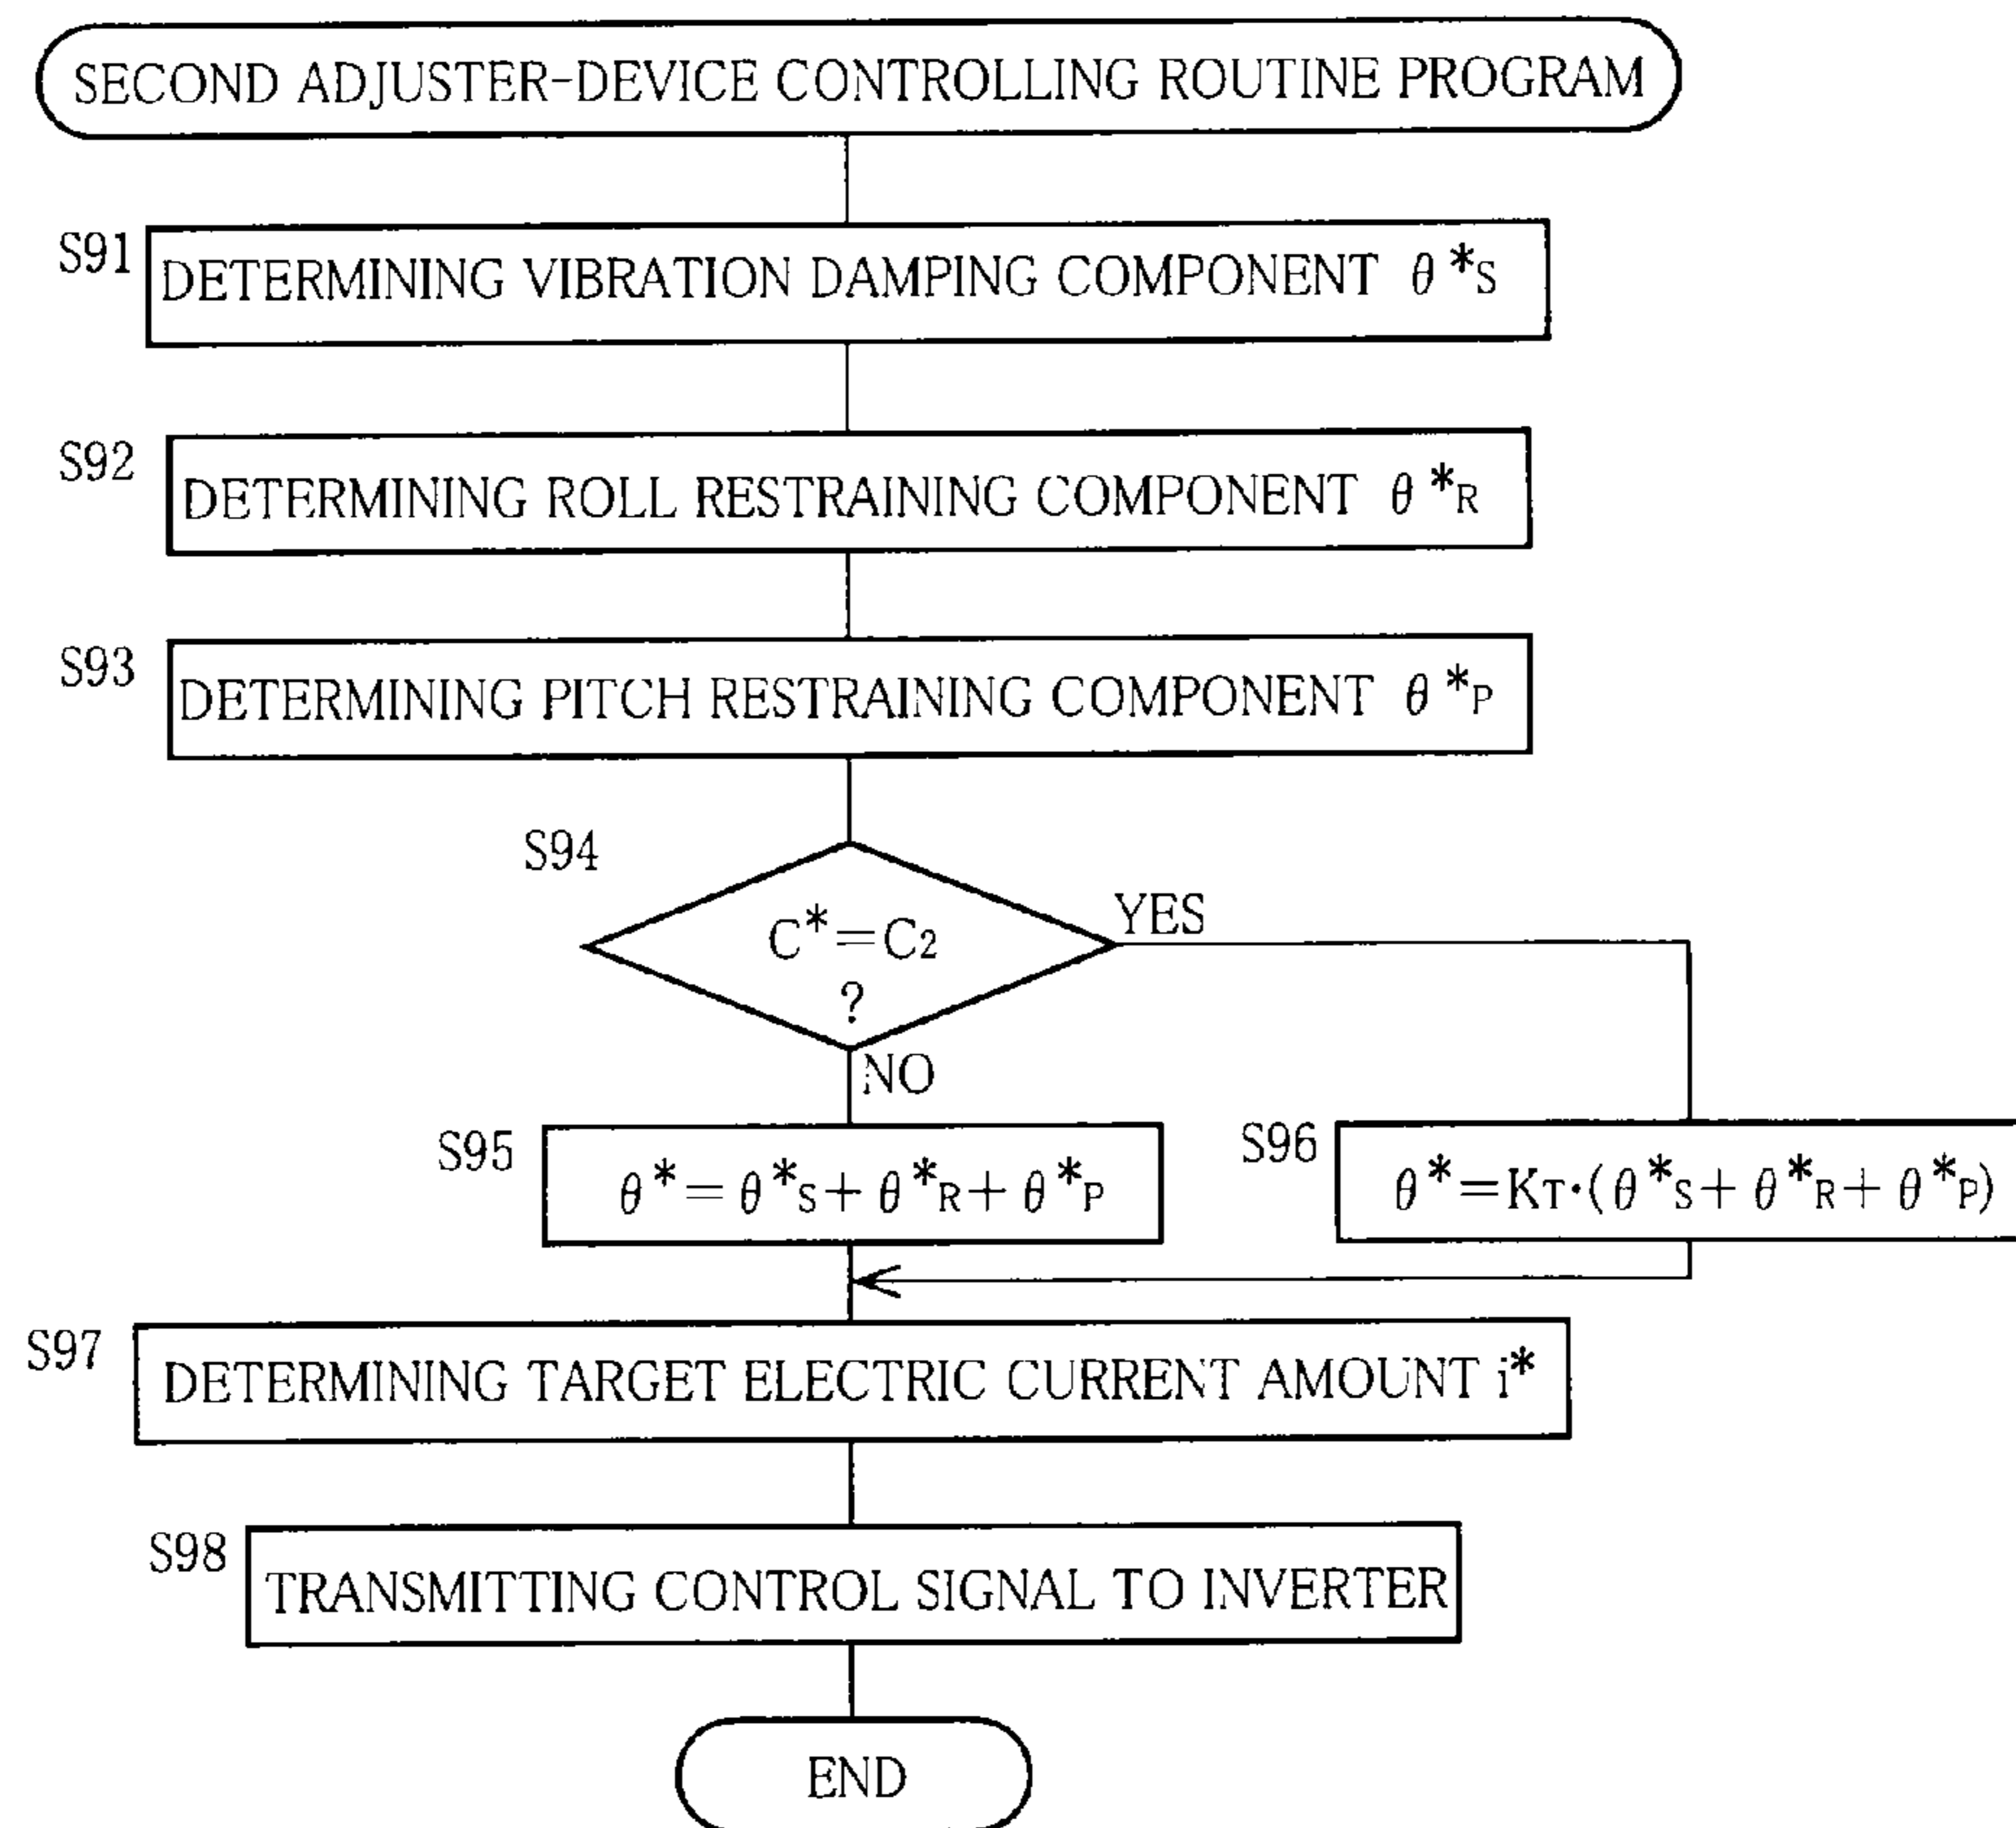 SECOND ADJUSTER-DEVICE CONTROLLING ROUTINE PROGRAM
S91
DETERMINING VIBRATION DAMPING COMPONENT θ*S
S92
DETERMINING ROLL RESTRAINING COMPONENT θ*R
S93
DETERMINING PITCH RESTRAINING COMPONENT θ*P
S94
C*=C2
?
YES
NO
S95
θ*=θ*S+θ*R+θ*P
S96
θ*=KT·(θ*S+θ*R+θ*P)
S97
DETERMINING TARGET ELECTRIC CURRENT AMOUNT i*
S98
TRANSMITTING CONTROL SIGNAL TO INVERTER
END